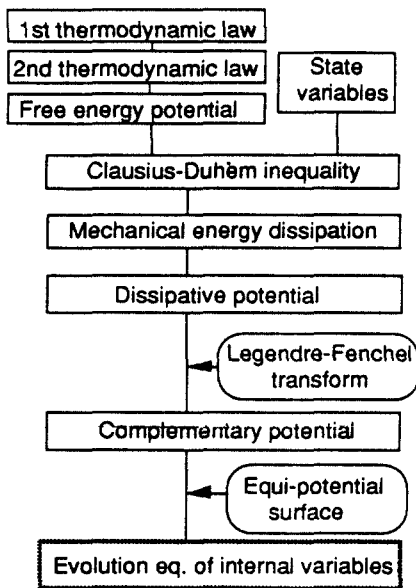 1st thermodynamic law
2nd thermodynamic law
Free energy potential
State
variables
Clausius-Duhem inequality
Mechanical energy dissipation
Dissipative potential
Legendre-Fenchel
transform
Complementary potential
Equi-potential
surface
Evolution eq. of internal variables